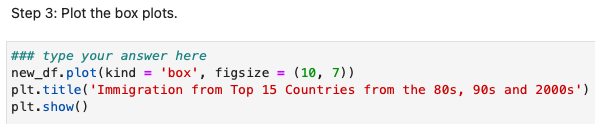 Step 3: Plot the box plots.
### type your answer here
new_df.plot(kind = 'box', figsize = (10, 7))
plt.title('Immigration from Top 15 Countries from the 80s, 90s and 2000s')
plt.show()